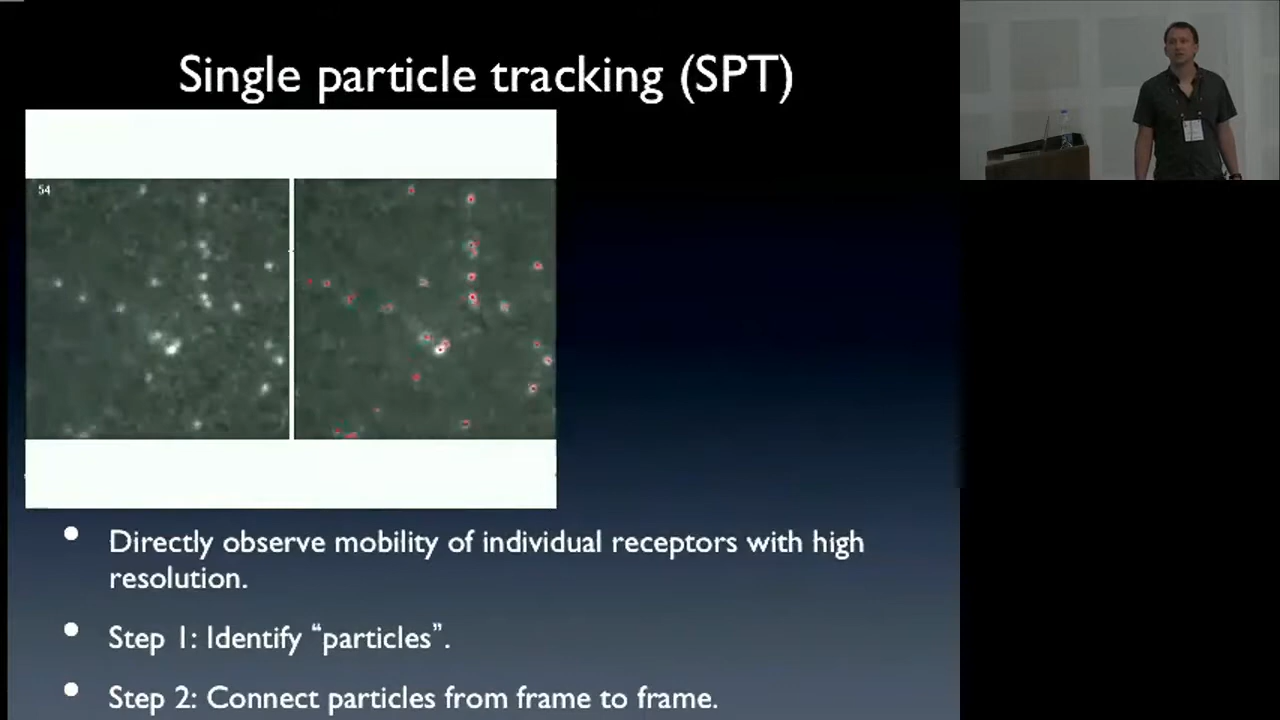 Single particle tracking (SPT)
54
• Directly observe mobility of individual receptors with high
resolution.
• Step 1: Identify “particles”.
• Step 2: Connect particles from frame to frame.